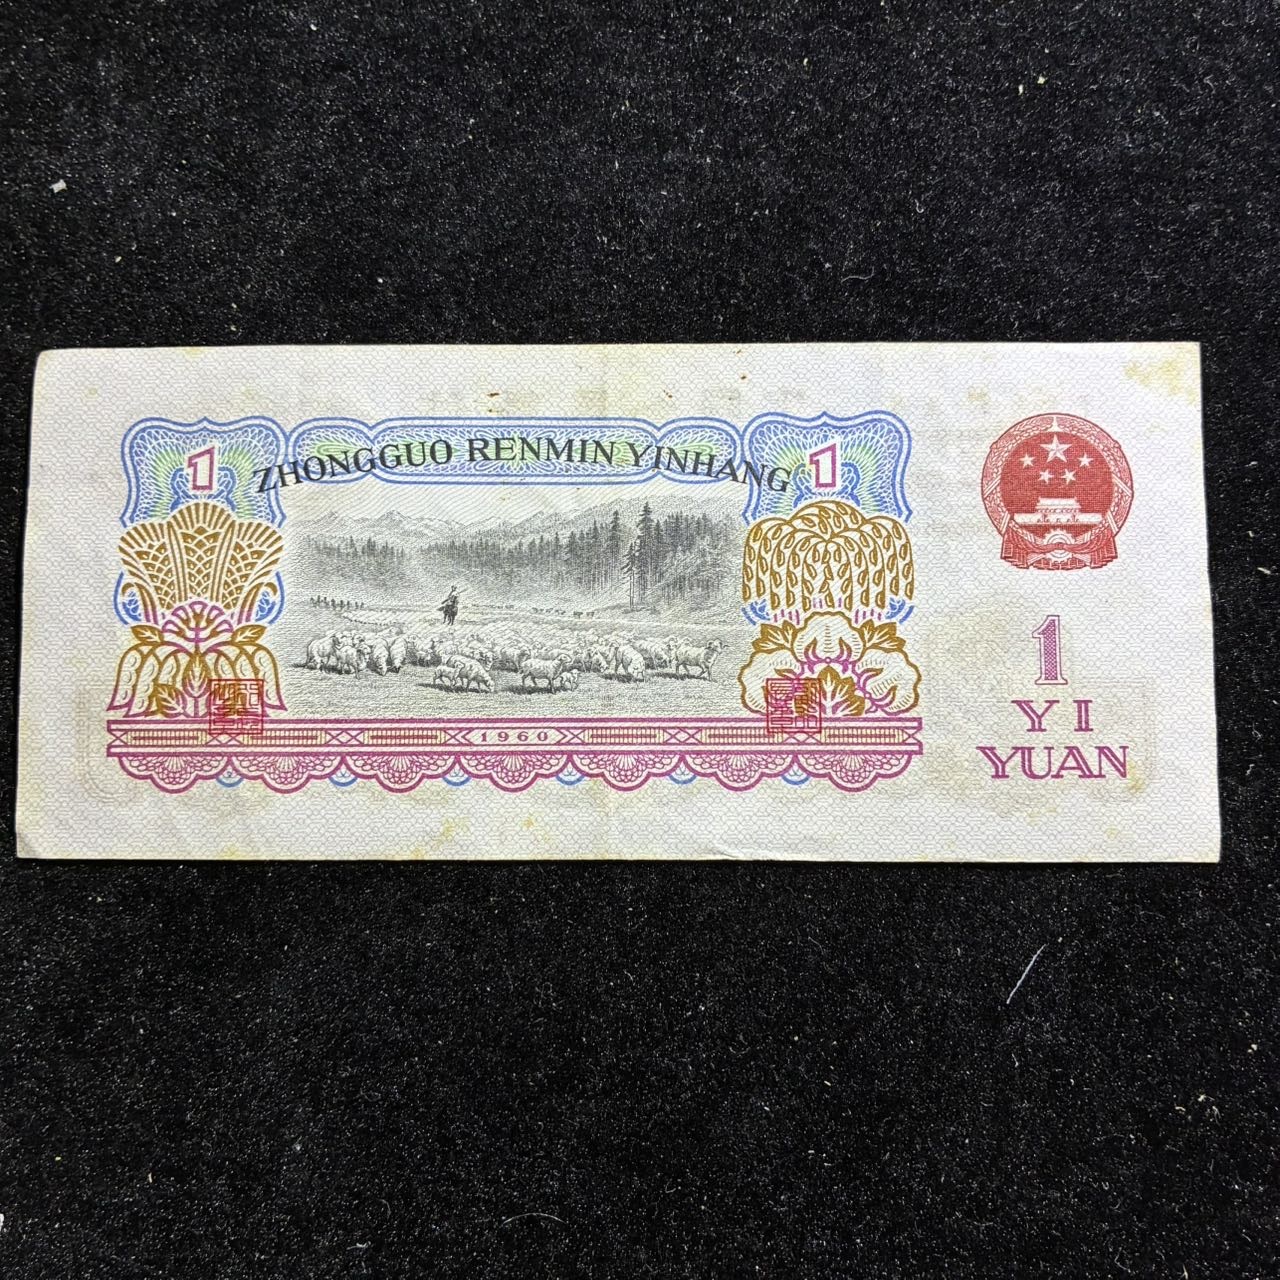 ZHONGGUO RENMIN YINHANG
1
1
1960
1
YI
YUAN